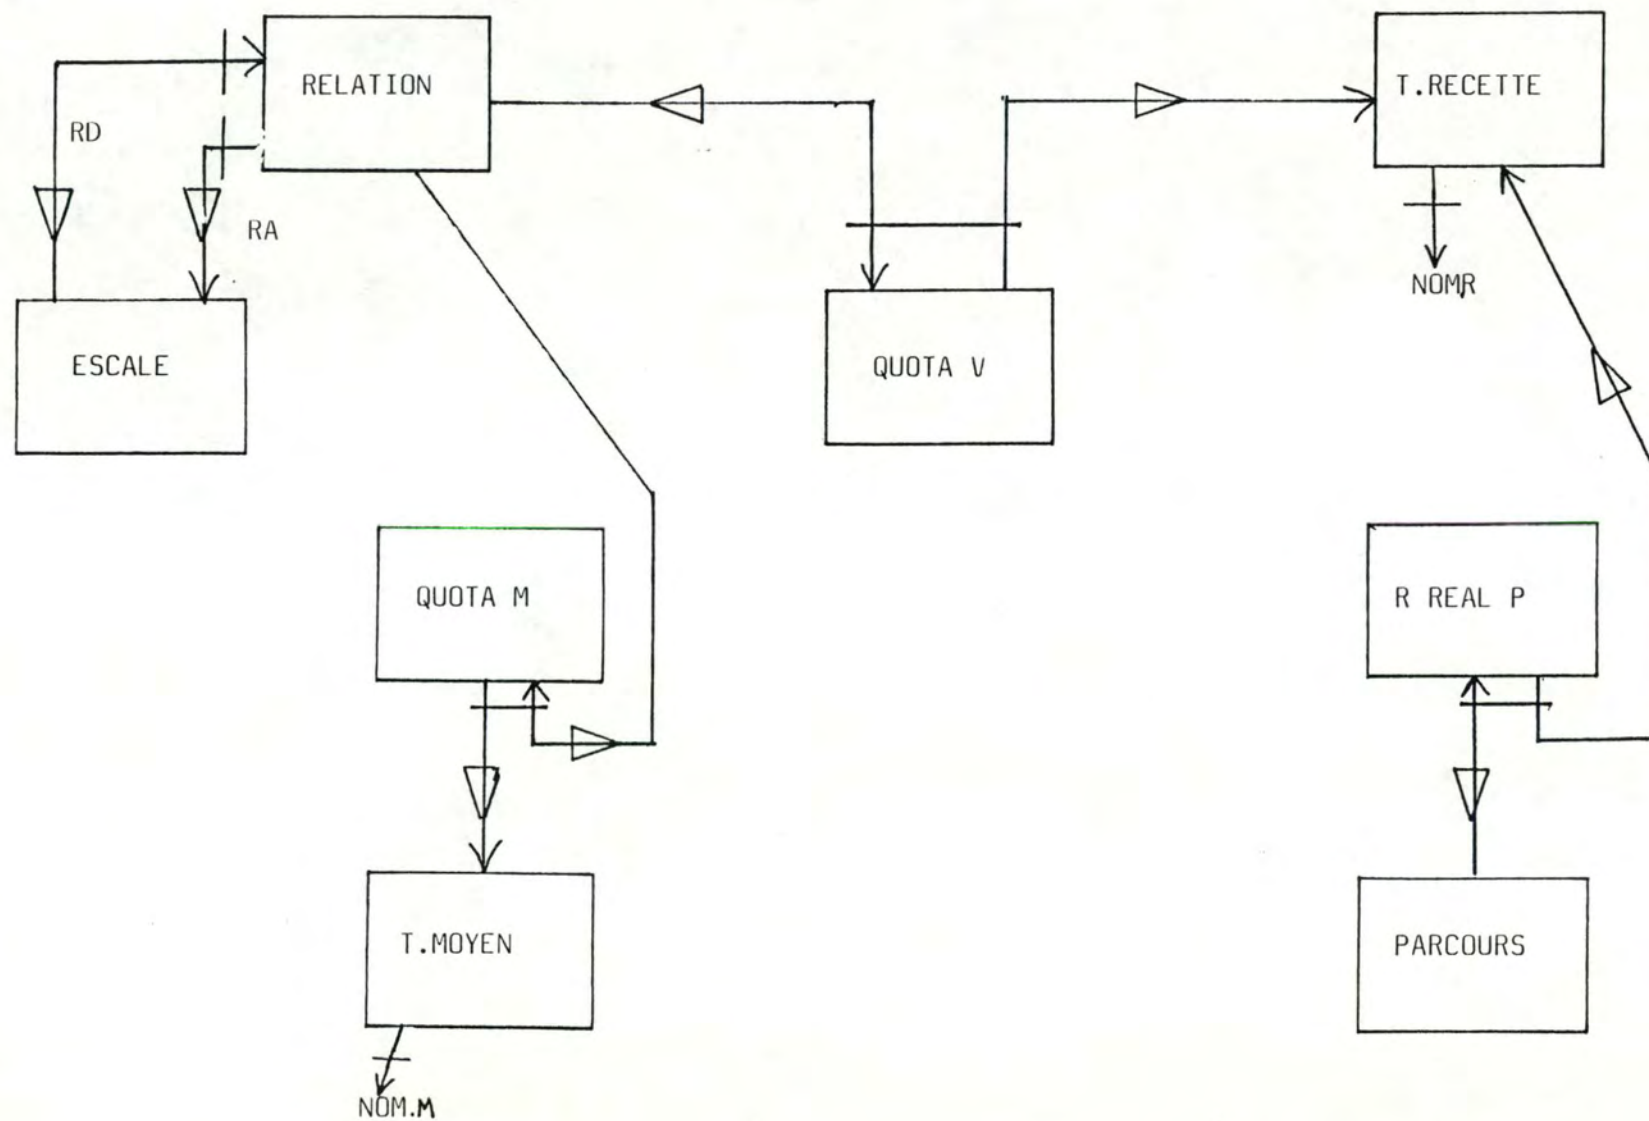 RELATION
T.RECETTE
RD
RA
NOMR
ESCALE
QUOTA V
QUOTA M
R REAL P
T.MOYEN
PARCOURS
NOM.M